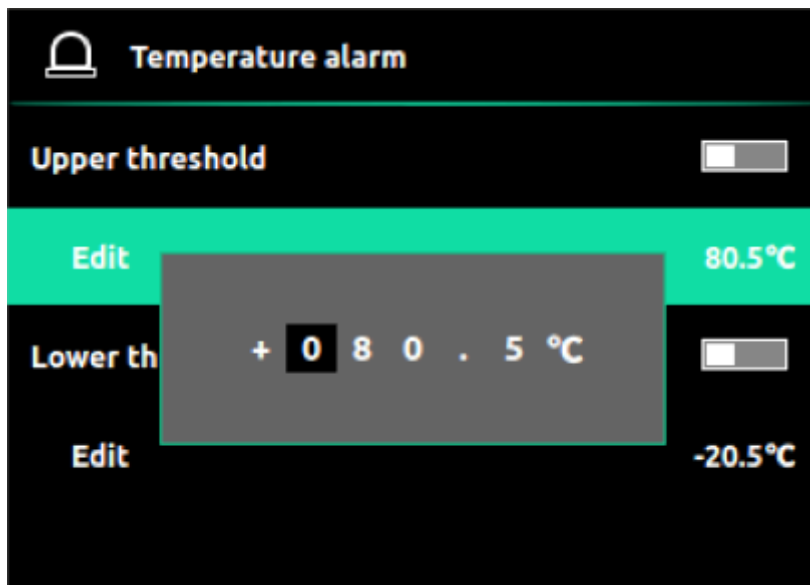 Temperature alarm
Upper threshold
Edit 80.5℃
+ 0 8 0 . 5 ℃
Lower th
Edit -20.5℃